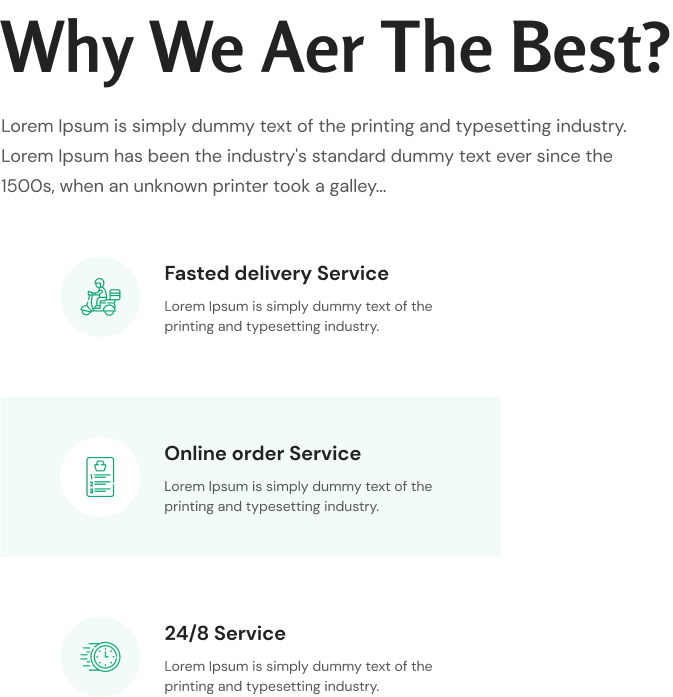 Why We Aer The Best?
Lorem Ipsum is simply dummy text of the printing and typesetting industry.
Lorem Ipsum has been the industry's standard dummy text ever since the
1500s, when an unknown printer took a galley...
Fasted delivery Service
Lorem Ipsum is simply dummy text of the
printing and typesetting industry.
Online order Service
Lorem Ipsum is simply dummy text of the
printing and typesetting industry.
1
2
3
24/8 Service
Lorem Ipsum is simply dummy text of the
printing and typesetting industry.